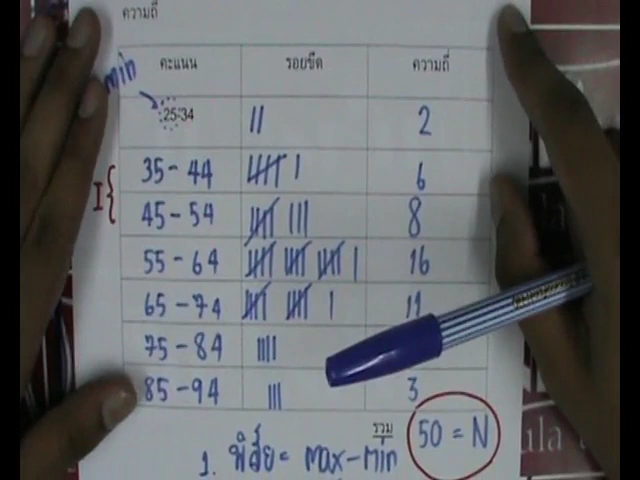 ความถี่
คะแนน รอยขีด ความถี่
min
25-34 || 2
35 - 44 6
I { 45 - 54 8
55 - 64 16
65 - 74 11
75 - 84 ||||
85 - 94 ||| 3
รวม 50 = N
1. พิสัย = max - min
ula